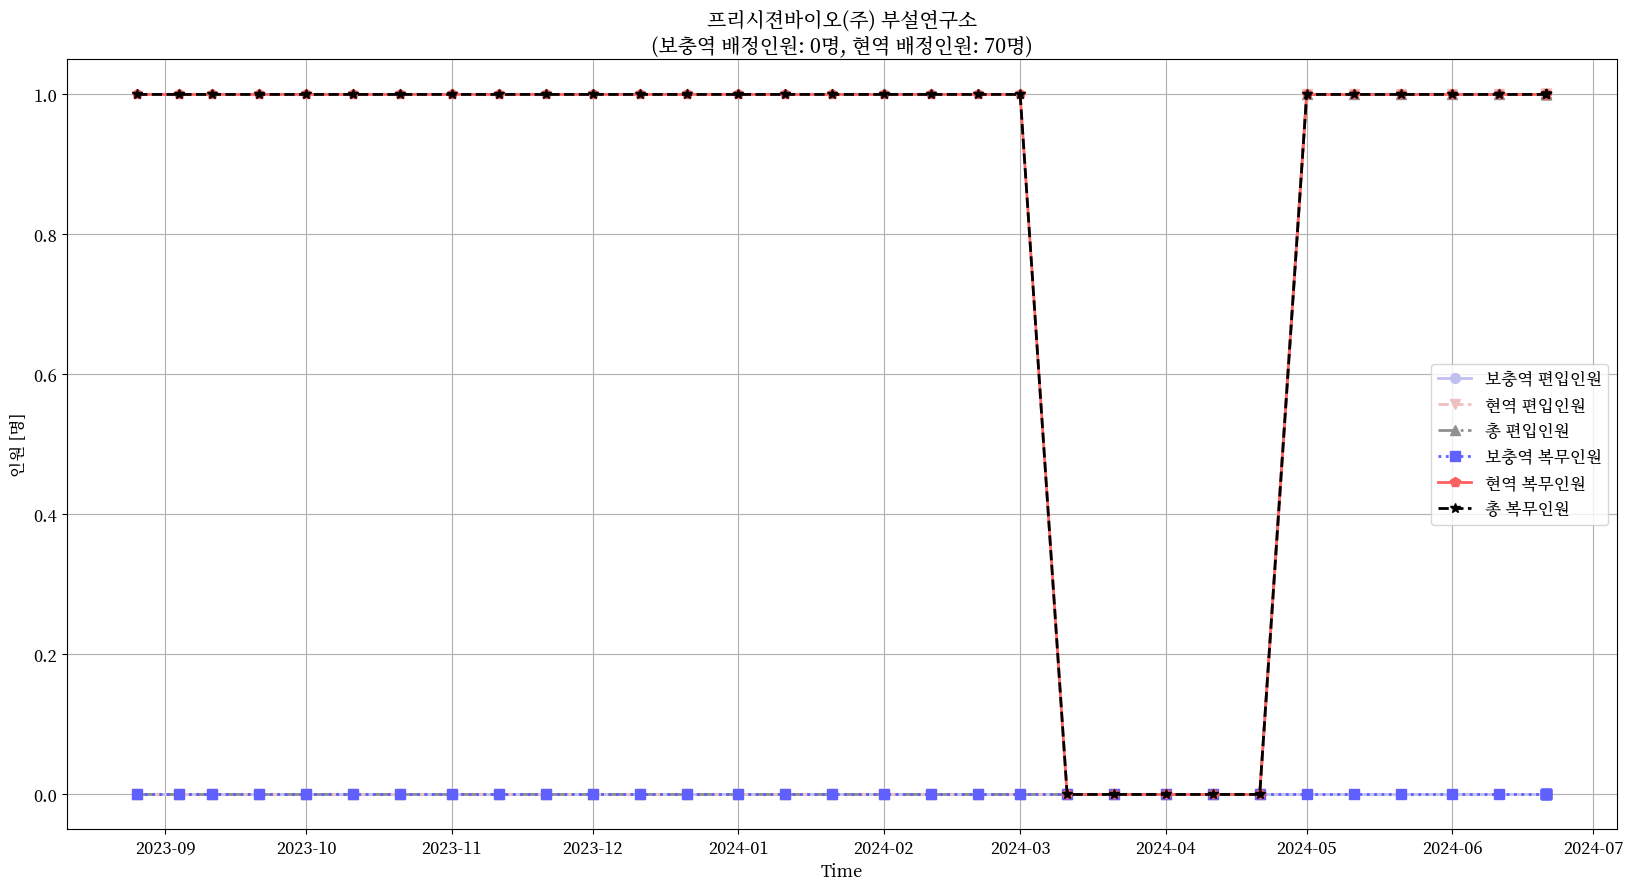 프리시젼바이오(주) 부설연구소
(보충역 배정인원: 0명, 현역 배정인원: 70명)
인원 [명]
1.0
0.8
0.6
0.4
0.2
0.0
보충역 편입인원
현역 편입인원
총 편입인원
보충역 복무인원
현역 복무인원
총 복무인원
2023-09 2023-10 2023-11 2023-12 2024-01 2024-02 2024-03 2024-04 2024-05 2024-06 2024-07
Time